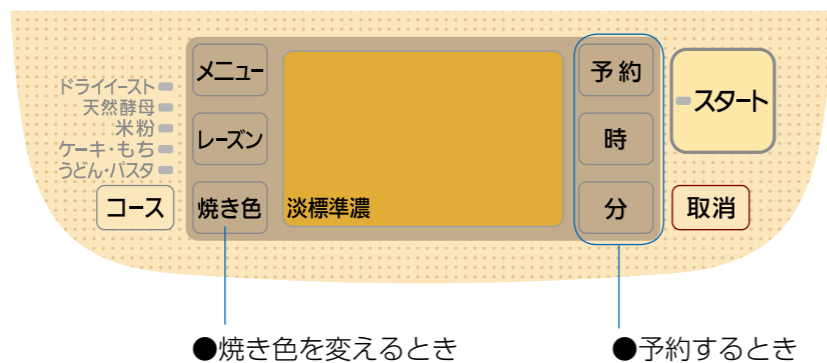 ドライイースト
天然酵母
米粉
ケーキ・もち
うどん・パスタ
コース
メニュー
レーズン
焼き色
淡標準濃
予約
時
分
スタート
取消
●焼き色を変えるとき
●予約するとき